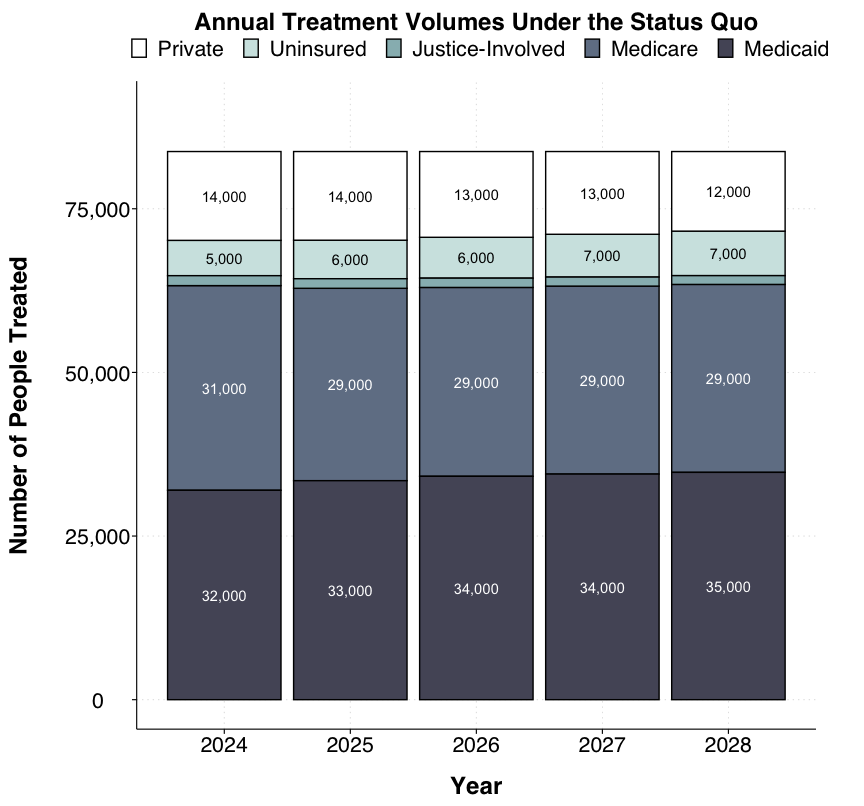 Annual Treatment Volumes Under the Status Quo
Private Uninsured Justice-Involved Medicare Medicaid
Number of People Treated
75,000
50,000
25,000
0
14,000 14,000 13,000 13,000 12,000
5,000 6,000 6,000 7,000 7,000
31,000 29,000 29,000 29,000 29,000
32,000 33,000 34,000 34,000 35,000
2024 2025 2026 2027 2028
Year